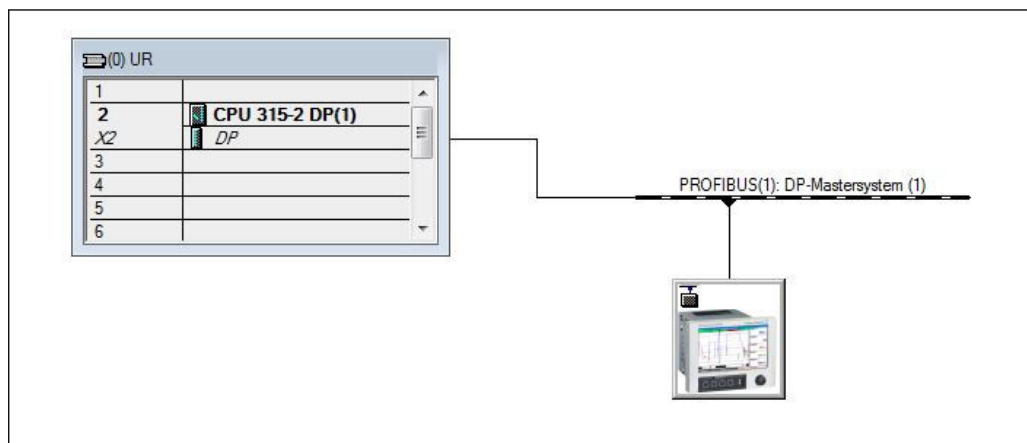 (0) UR
1
2 CPU 315-2 DP(1)
X2 DP
3
4
5
6
PROFIBUS(1): DP-Mastersystem (1)